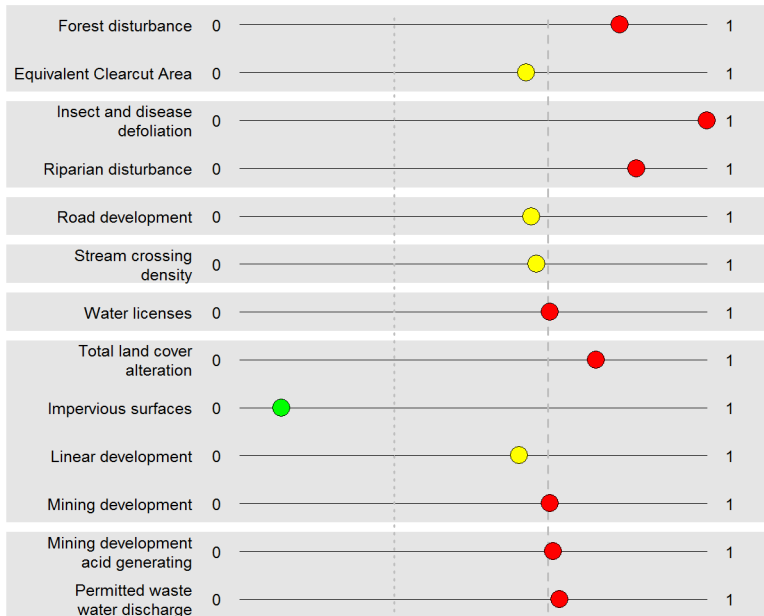 Forest disturbance 0 1
Equivalent Clearcut Area 0 1
Insect and disease
defoliation 0 1
Riparian disturbance 0 1
Road development 0 1
Stream crossing
density 0 1
Water licenses 0 1
Total land cover
alteration 0 1
Impervious surfaces 0 1
Linear development 0 1
Mining development 0 1
Mining development
acid generating 0 1
Permitted waste
water discharge 0 1